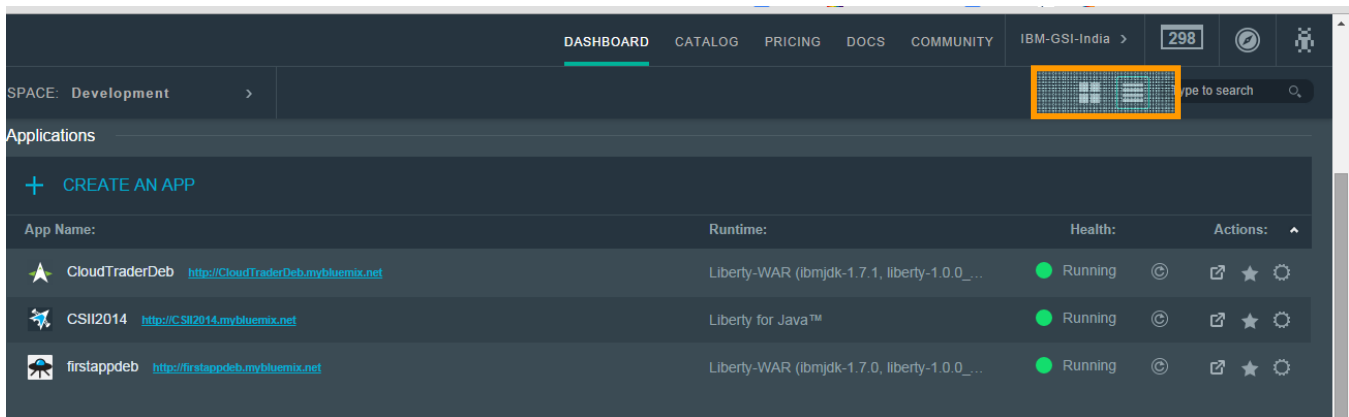 DASHBOARD CATALOG PRICING DOCS COMMUNITY IBM-GSI-India > 298
SPACE: Development > Type to search
Applications
+ CREATE AN APP
App Name: Runtime: Health: Actions:
CloudTraderDeb http://CloudTraderDeb.mybluemix.net Liberty-WAR (ibmjdk-1.7.1, liberty-1.0.0_... Running
CSII2014 http://CSII2014.mybluemix.net Liberty for Java™ Running
firstappdeb http://firstappdeb.mybluemix.net Liberty-WAR (ibmjdk-1.7.0, liberty-1.0.0_... Running